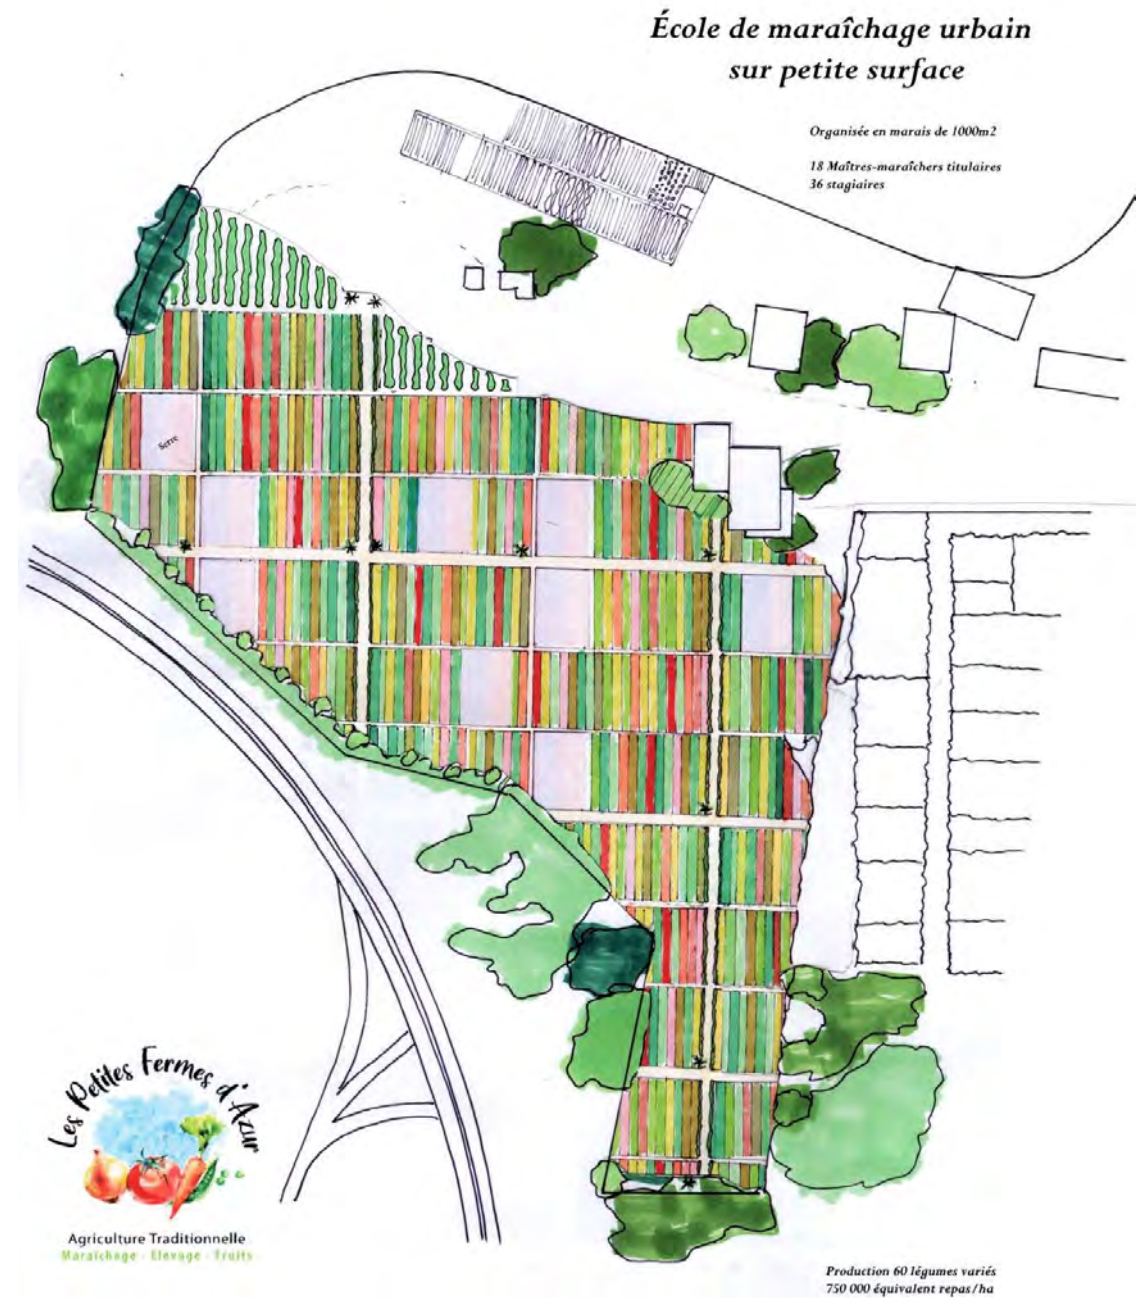 École de maraîchage urbain
sur petite surface
Organisée en marais de 1000m2
18 Maîtres-maraîchers titulaires
36 stagiaires
Serre
Les Petites Fermes d'Azur
Agriculture Traditionnelle
Maraîchage - Elevage - Fruits
Production 60 légumes variés
750 000 équivalent repas/ha